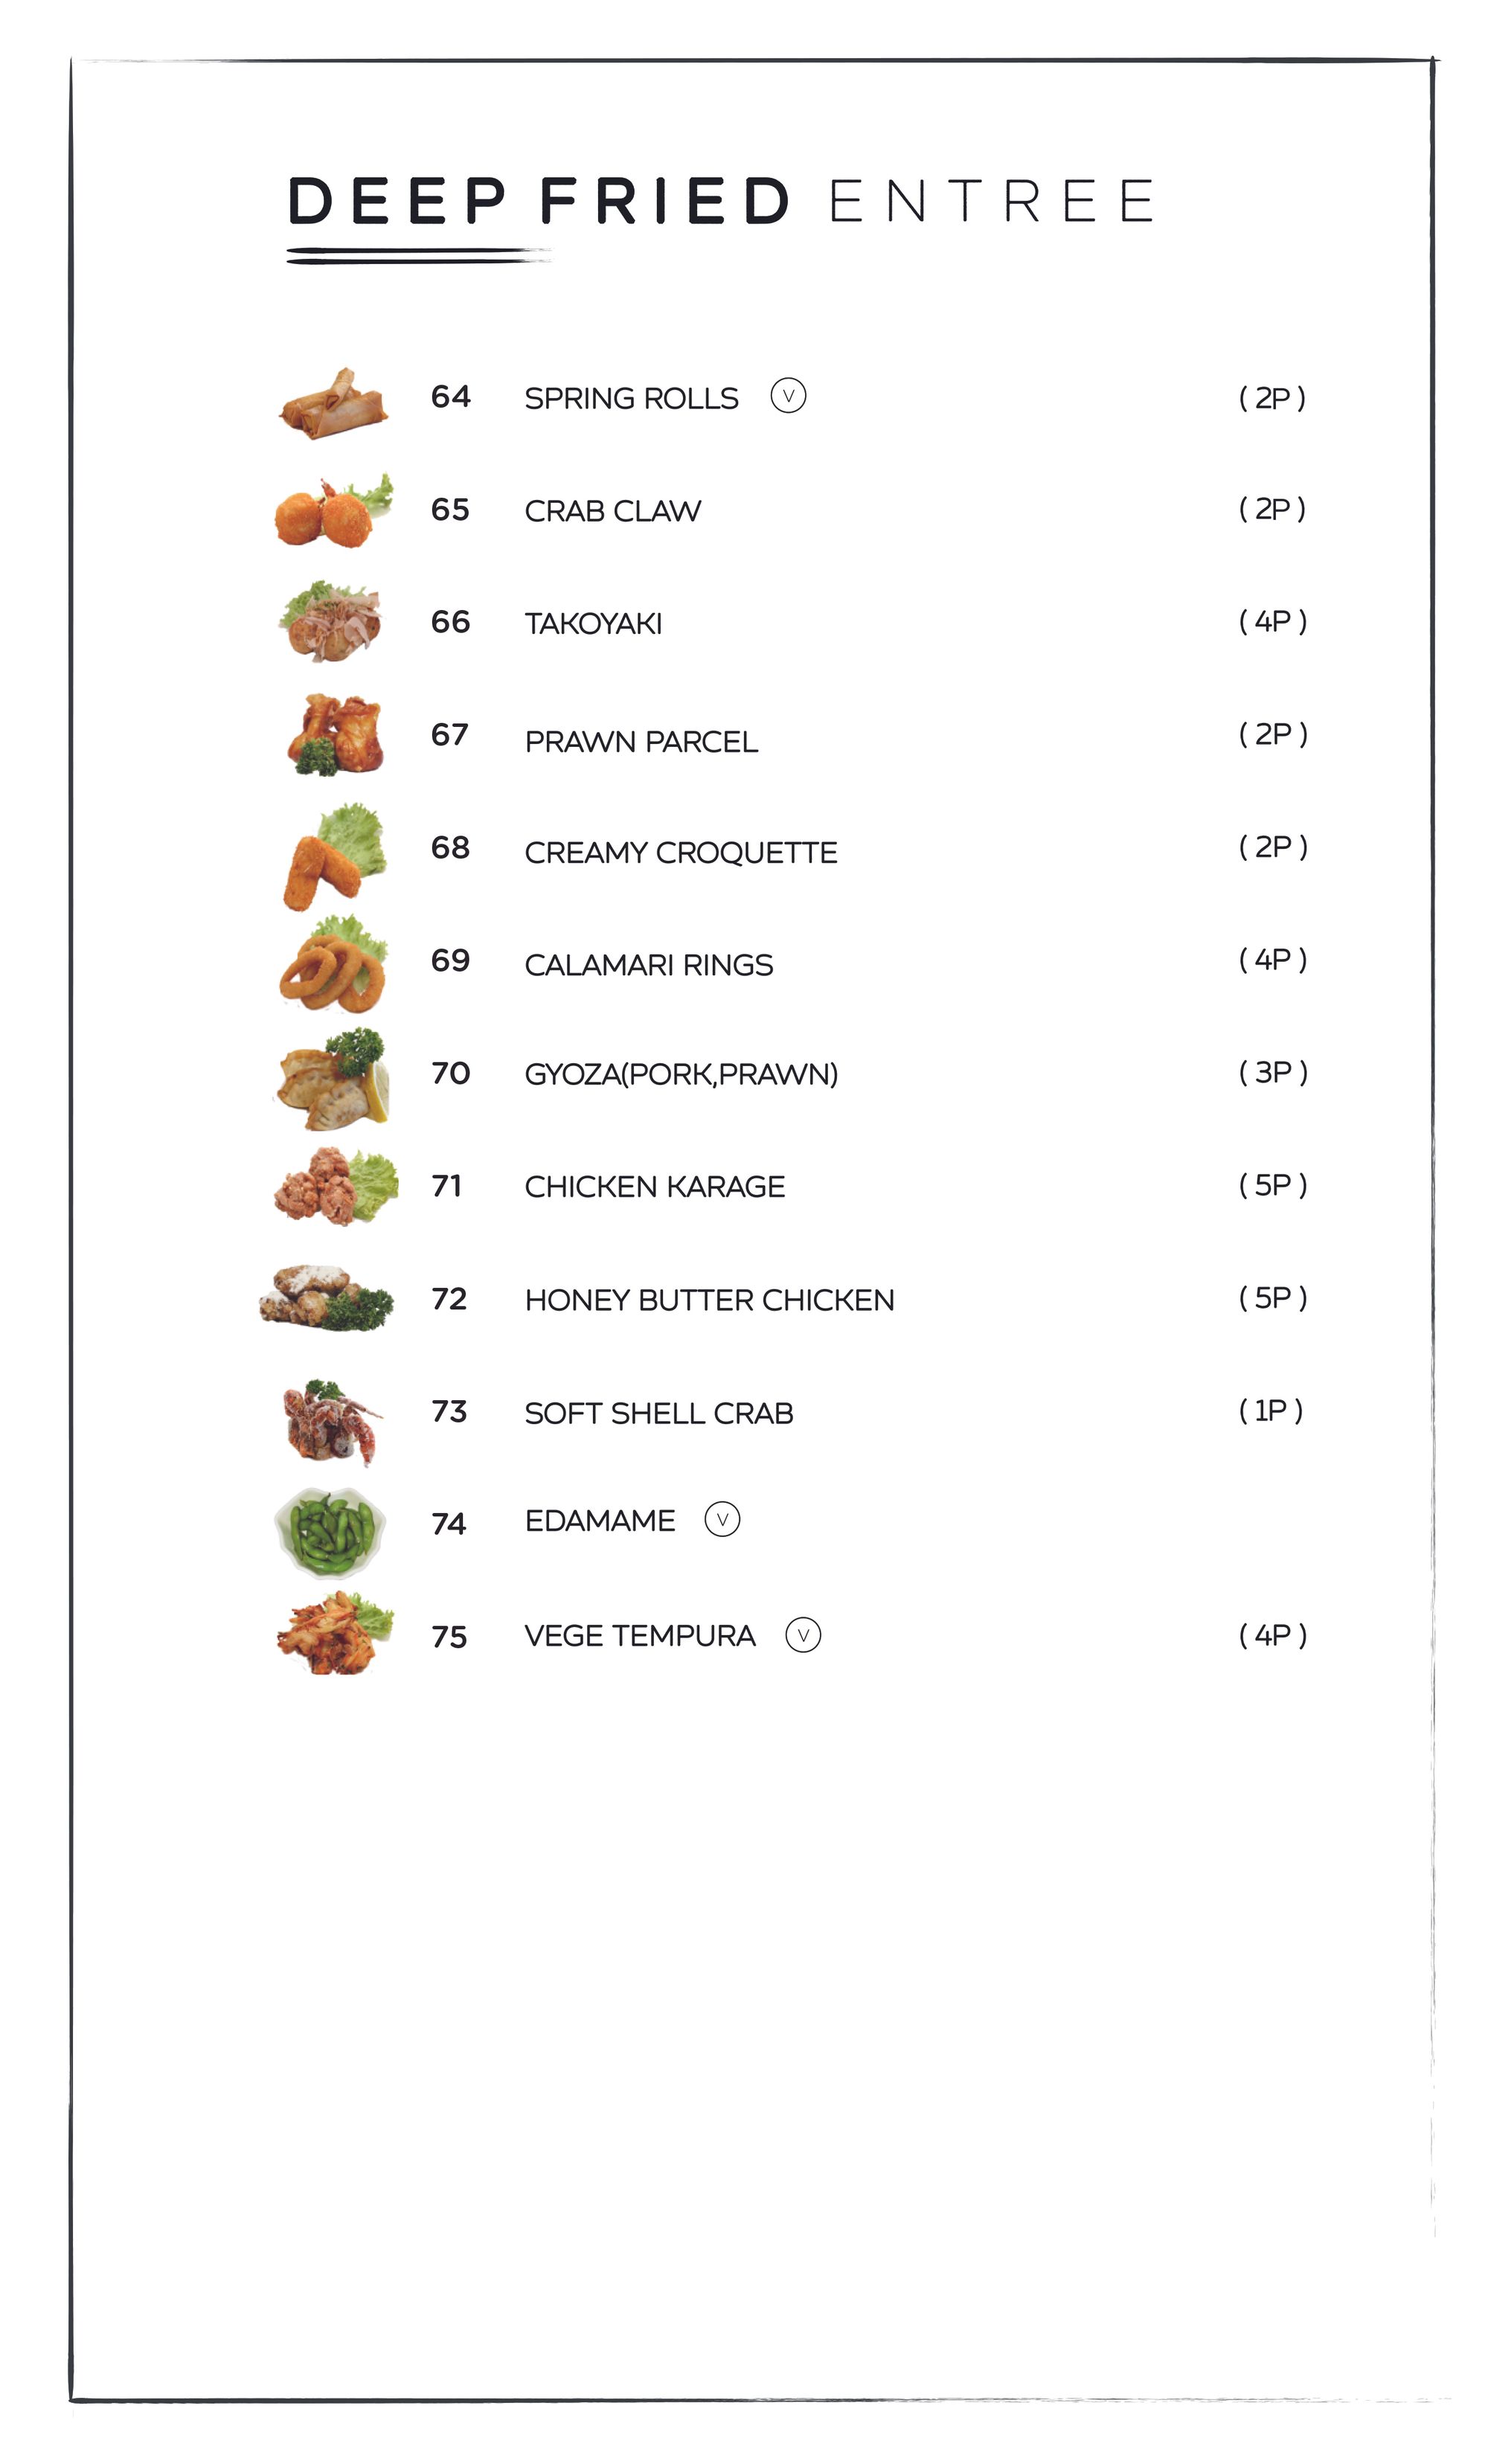 DEEP FRIED ENTREE
64 SPRING ROLLS V ( 2P )
65 CRAB CLAW ( 2P )
66 TAKOYAKI ( 4P )
67 PRAWN PARCEL ( 2P )
68 CREAMY CROQUETTE ( 2P )
69 CALAMARI RINGS ( 4P )
70 GYOZA(PORK,PRAWN) ( 3P )
71 CHICKEN KARAGE ( 5P )
72 HONEY BUTTER CHICKEN ( 5P )
73 SOFT SHELL CRAB ( 1P )
74 EDAMAME V
75 VEGE TEMPURA V ( 4P )